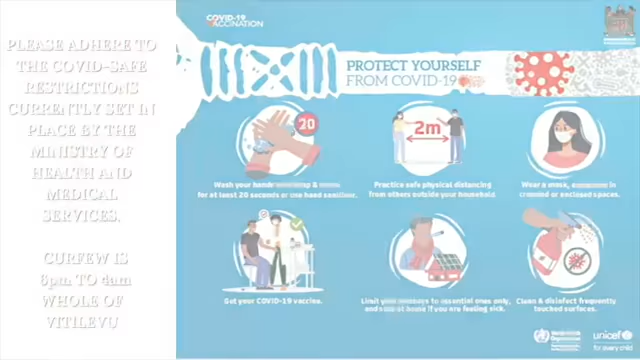 COVID-19
VACCINATION
PLEASE ADHERE TO
THE COVID-SAFE
RESTRICTIONS
CURRENTLY SET IN
PLACE BY THE
MINISTRY OF
HEALTH AND
MEDICAL
SERVICES.
CURFEW IS
8pm TO 4am
WHOLE OF
VITILEVU
PROTECT YOURSELF
FROM COVID-19
20
2m
Wash your hands
for at least 20 seconds or use hand sanitiser.
Practice safe physical distancing
from others outside your household.
Wear a mask,
crowded or enclosed spaces.
Get your COVID-19 vaccine.
Limit your to essential ones only,
and at home if you are feeling sick.
Clean & disinfect frequently
touched surfaces.
World Health
Organization
unicef
for every child